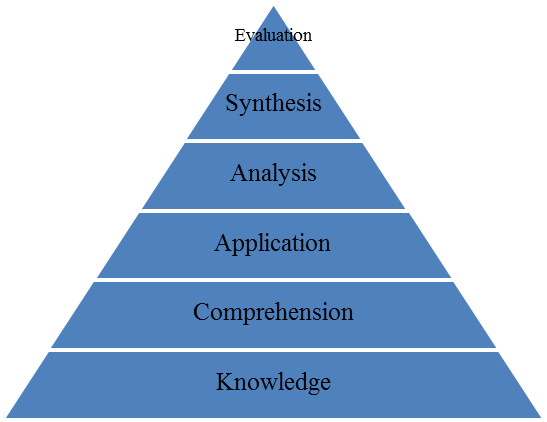 Evaluation
Synthesis
Analysis
Application
Comprehension
Knowledge